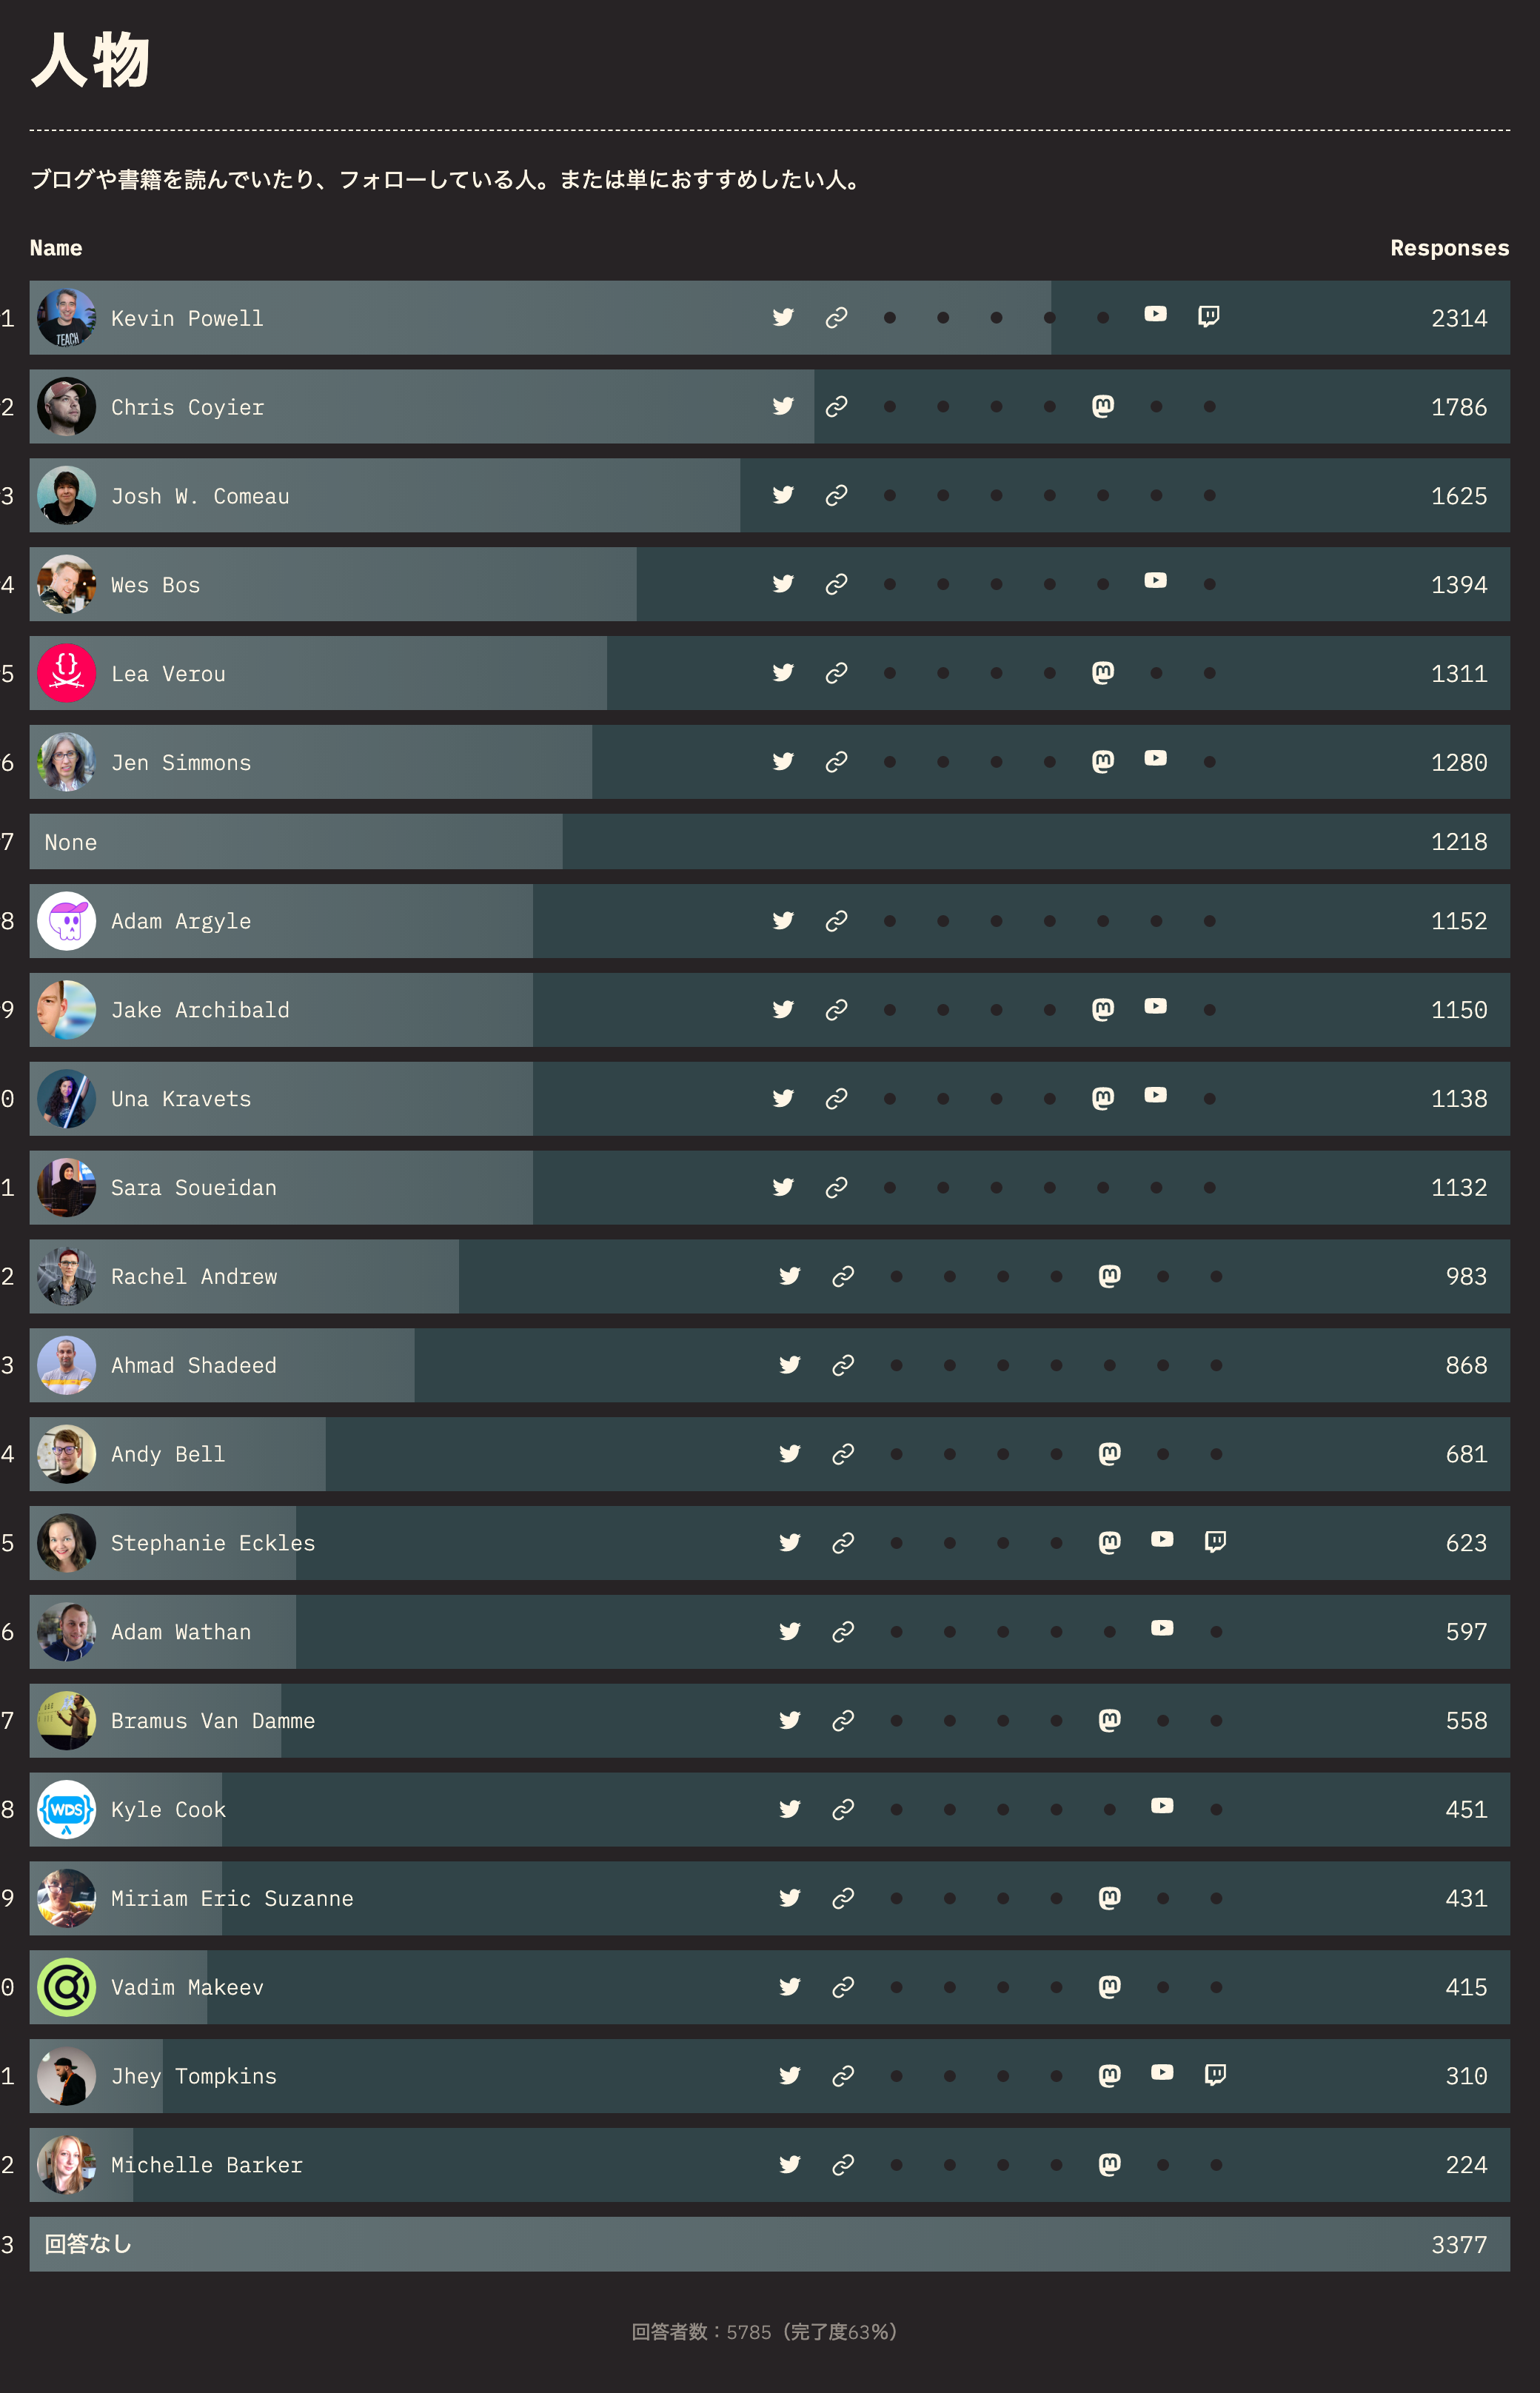 人物
ブログや書籍を読んでいたり、フォローしている人。または単におすすめしたい人。
Name Responses
1 Kevin Powell 2314
2 Chris Coyier 1786
3 Josh W. Comeau 1625
4 Wes Bos 1394
5 Lea Verou 1311
6 Jen Simmons 1280
7 None 1218
8 Adam Argyle 1152
9 Jake Archibald 1150
0 Una Kravets 1138
1 Sara Soueidan 1132
2 Rachel Andrew 983
3 Ahmad Shadeed 868
4 Andy Bell 681
5 Stephanie Eckles 623
6 Adam Wathan 597
7 Bramus Van Damme 558
8 WDS Kyle Cook 451
9 Miriam Eric Suzanne 431
0 Vadim Makeev 415
1 Jhey Tompkins 310
2 Michelle Barker 224
3 回答なし 3377
回答者数：5785（完了度63%）